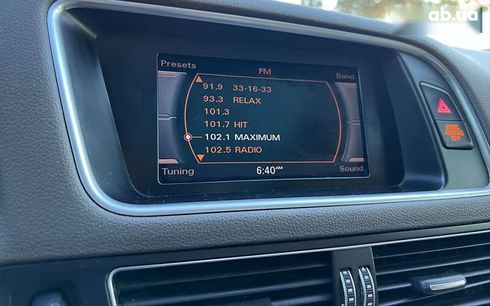 ab.ua
Presets
FM
Band
91.9 33-16-33
93.3 RELAX
101.3
101.7 HIT
102.1 MAXIMUM
102.5 RADIO
Tuning
6:40AM
Sound